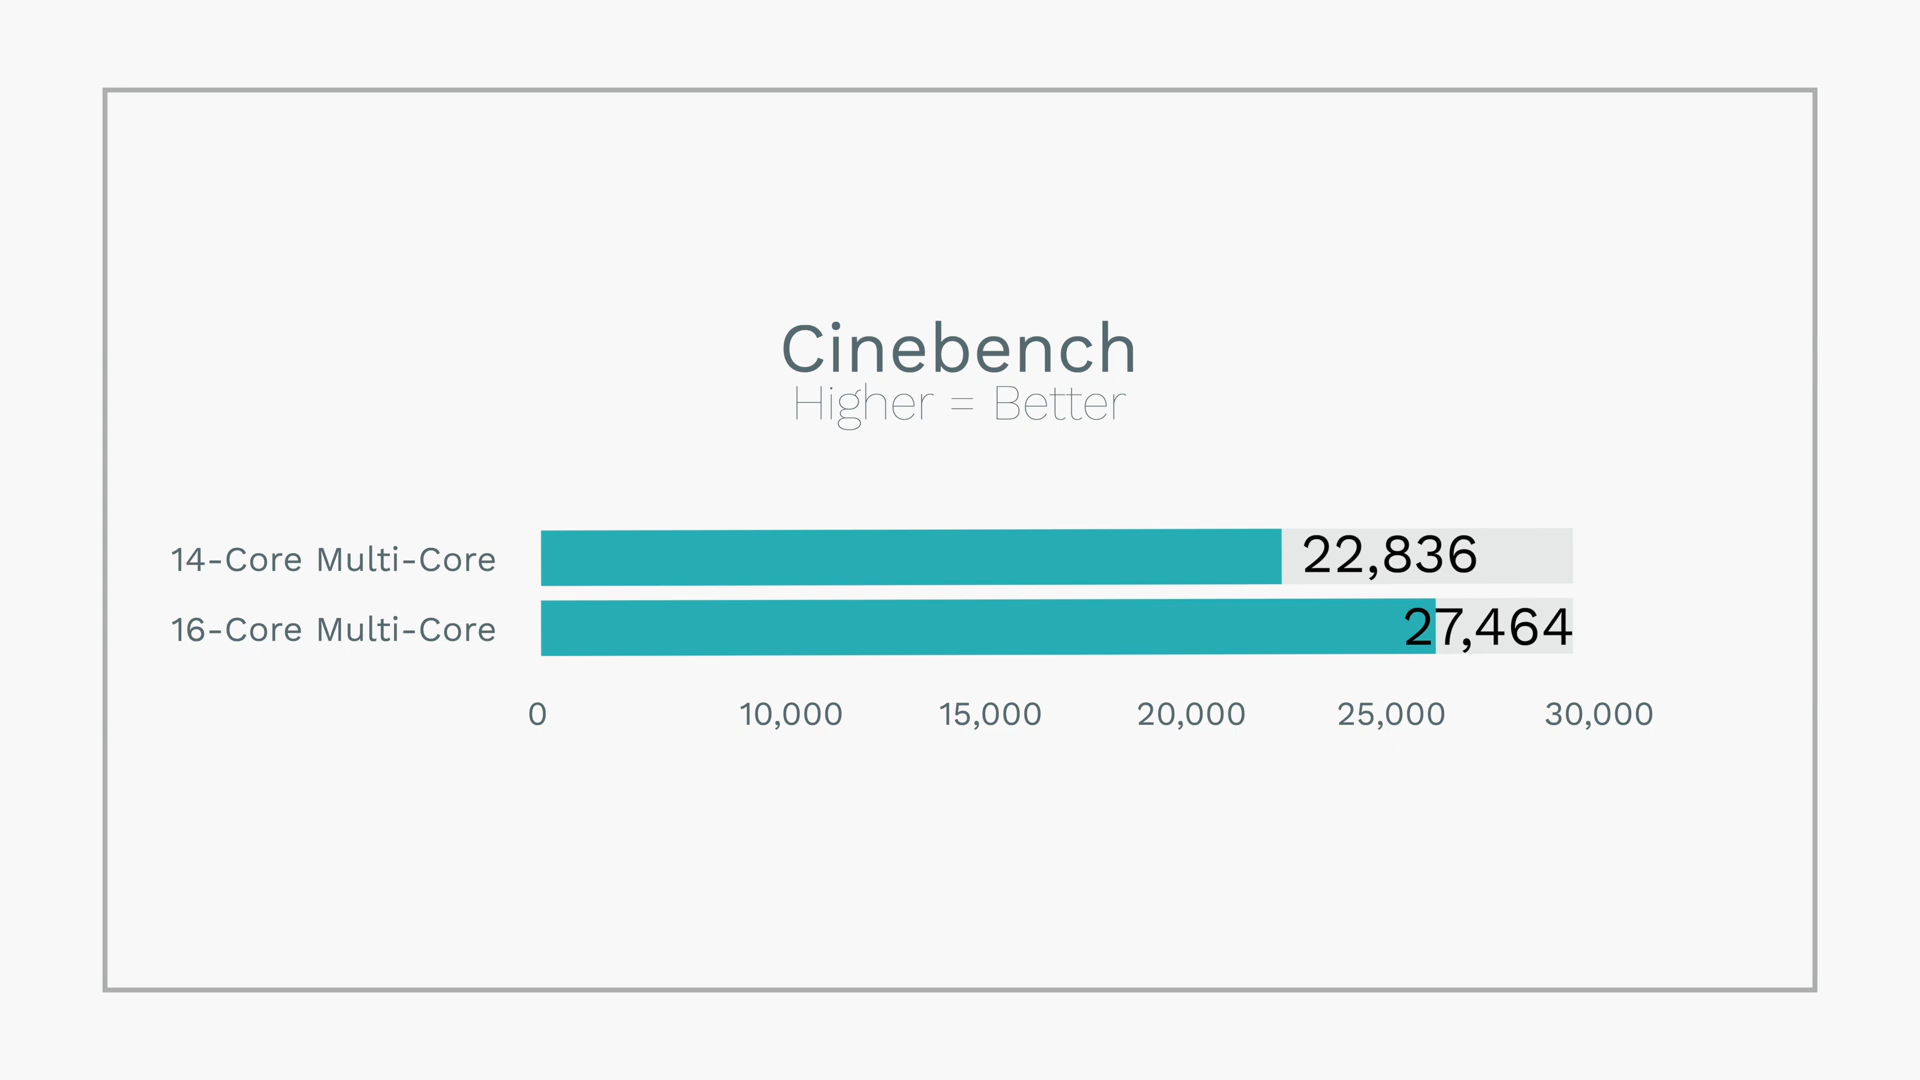 Cinebench
Higher = Better
14-Core Multi-Core 22,836
16-Core Multi-Core 27,464
0 10,000 15,000 20,000 25,000 30,000